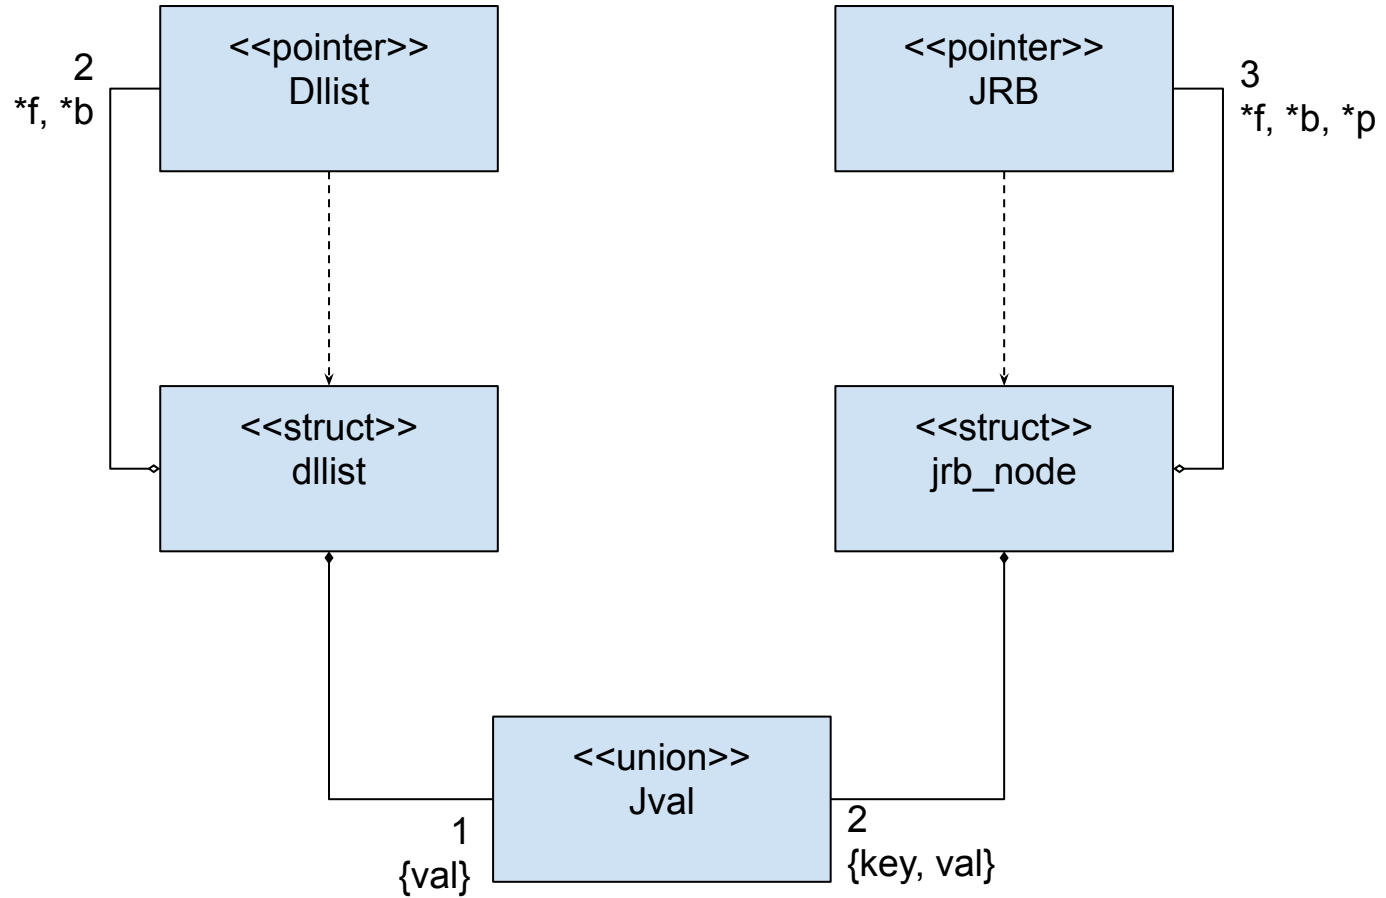 <<pointer>>
Dllist
<<pointer>>
JRB
2
*f, *b
3
*f, *b, *p
<<struct>>
dllist
<<struct>>
jrb_node
<<union>>
Jval
1
{val}
2
{key, val}